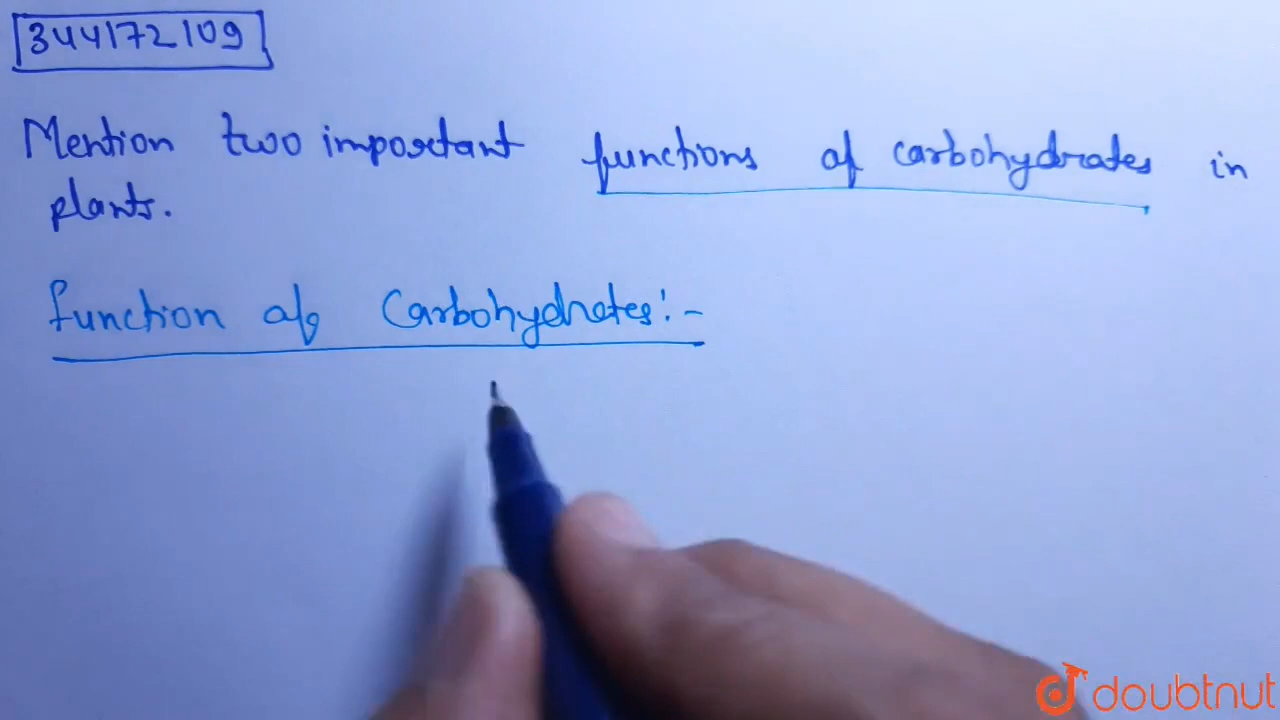 344172109
Mention two important functions of carbohydrates in
plants.
function of Carbohydrates:-
doubtnut